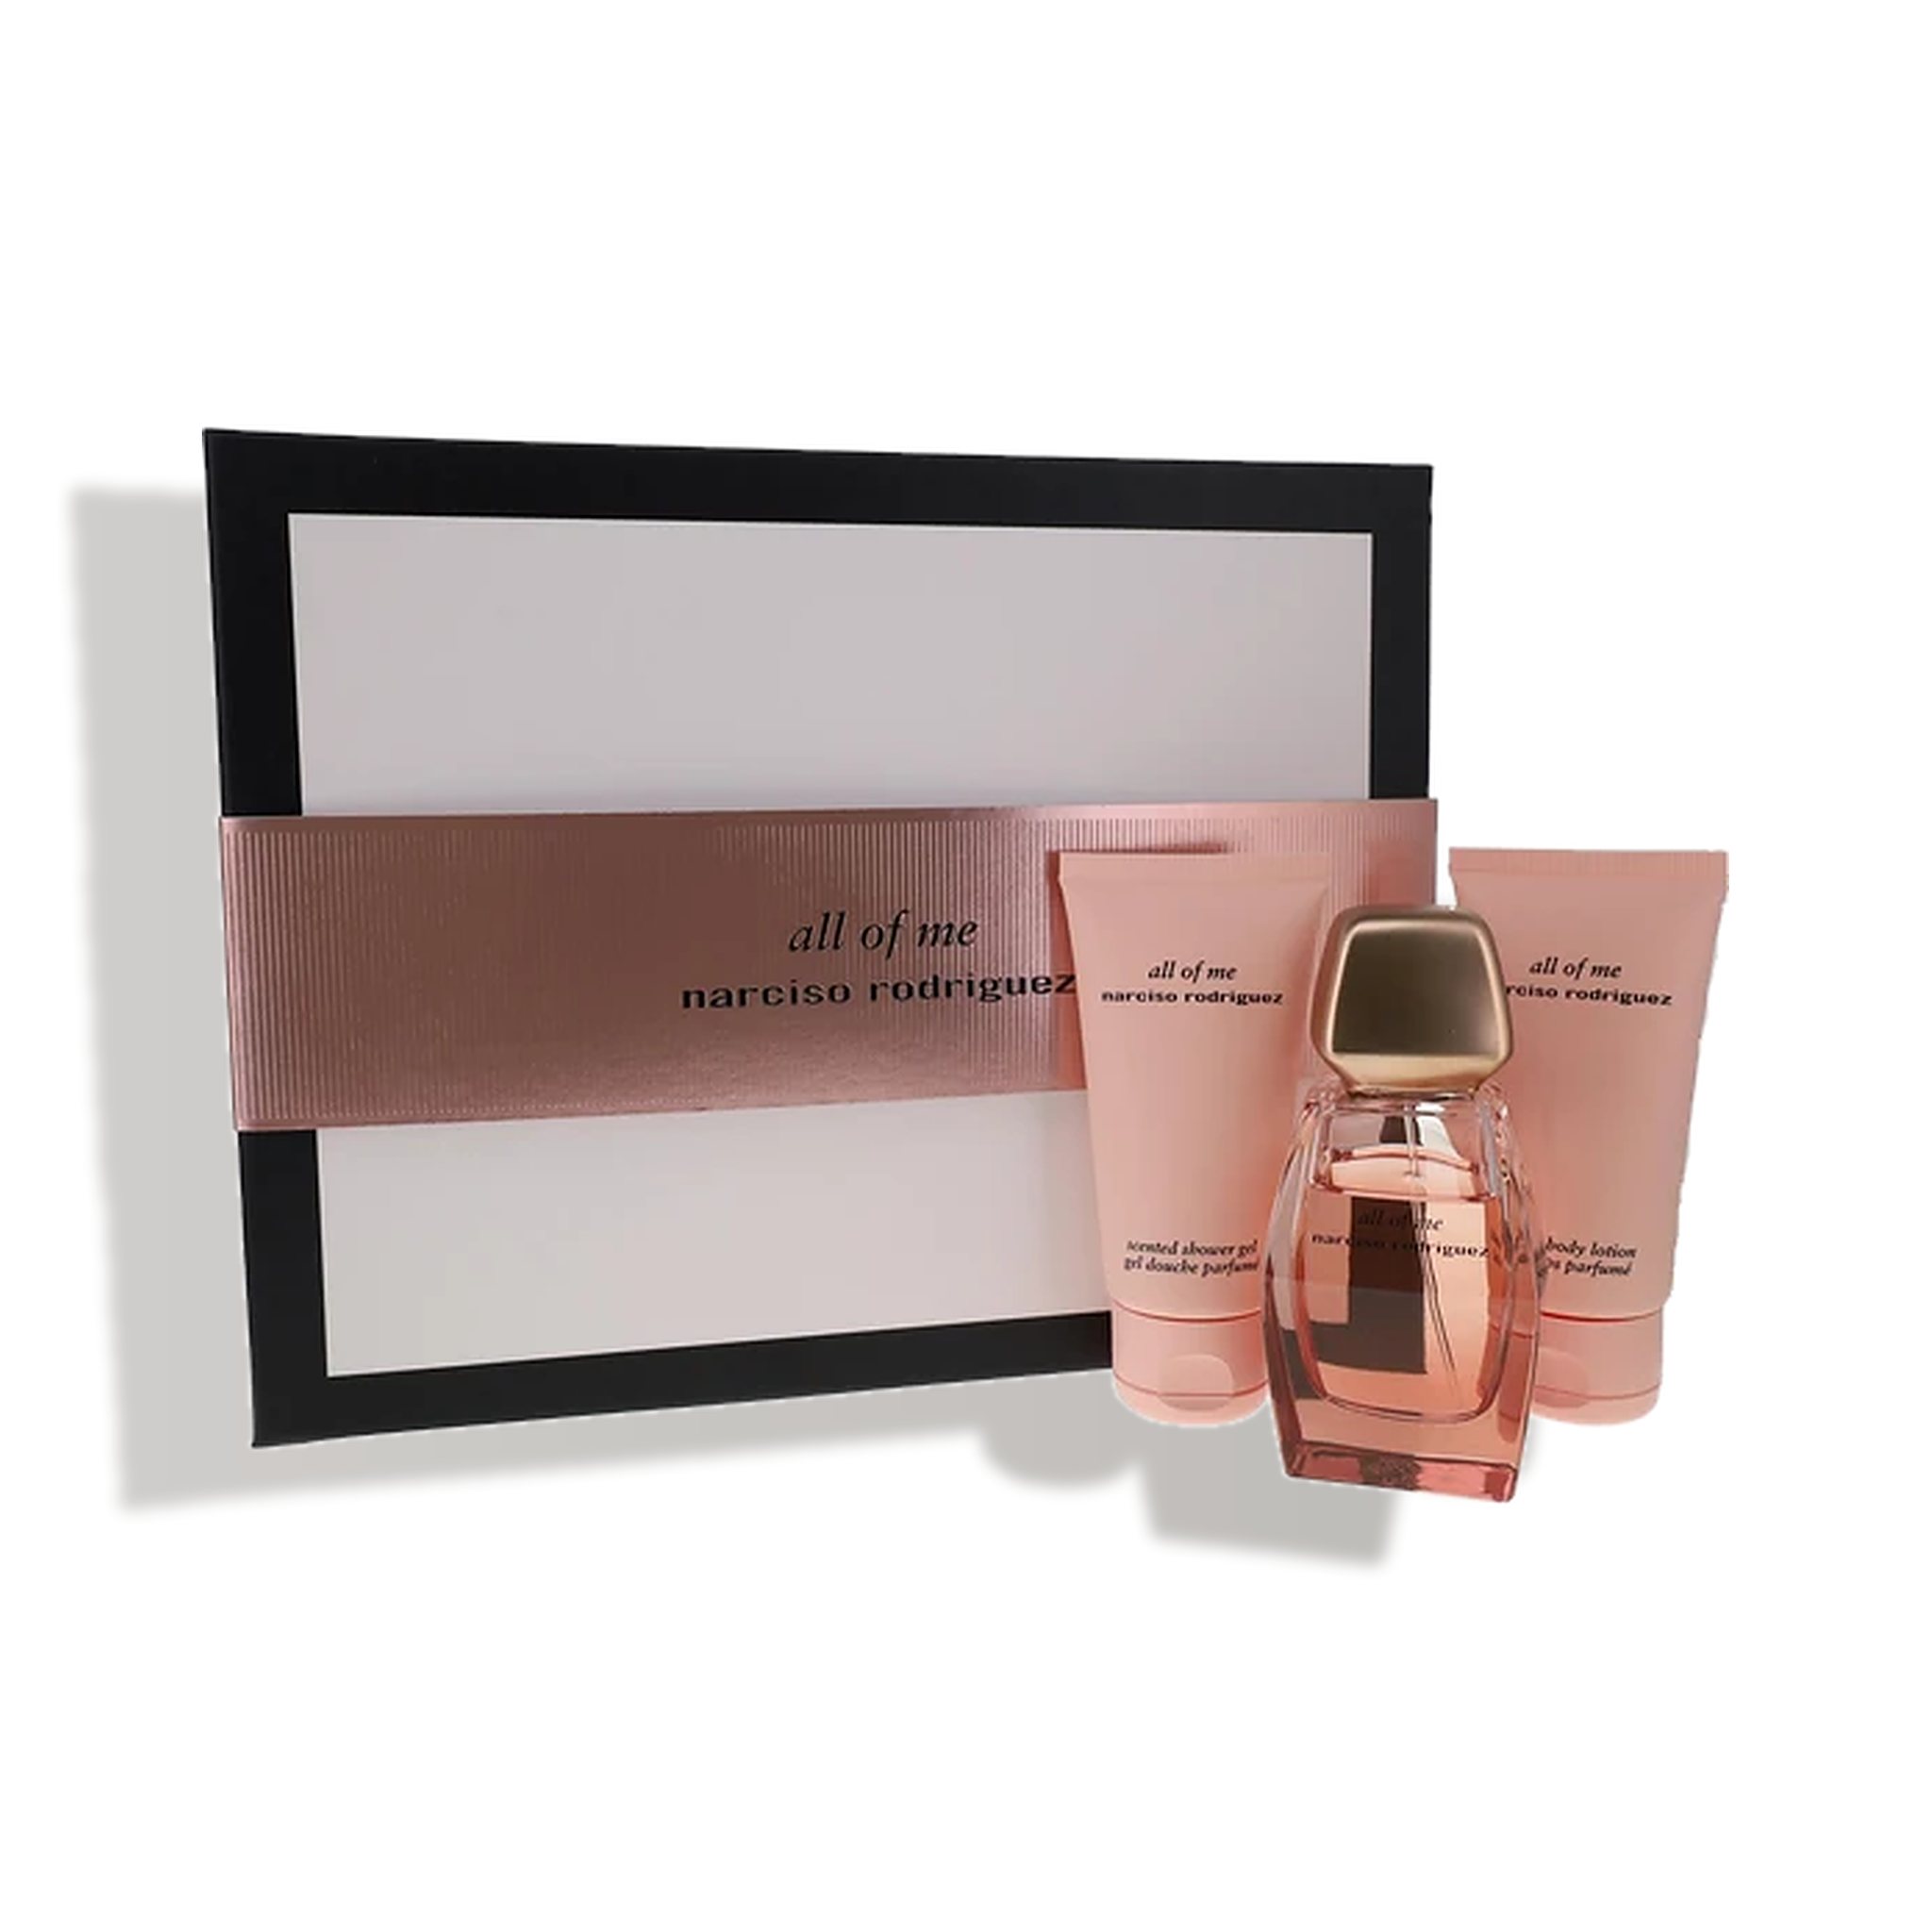 all of me
narciso rodriguez
all of me
narciso rodriguez
scented shower gel
gel douche parfumé
all of me
rodriguez
body lotion
parfumé
all of me
narciso rodriguez